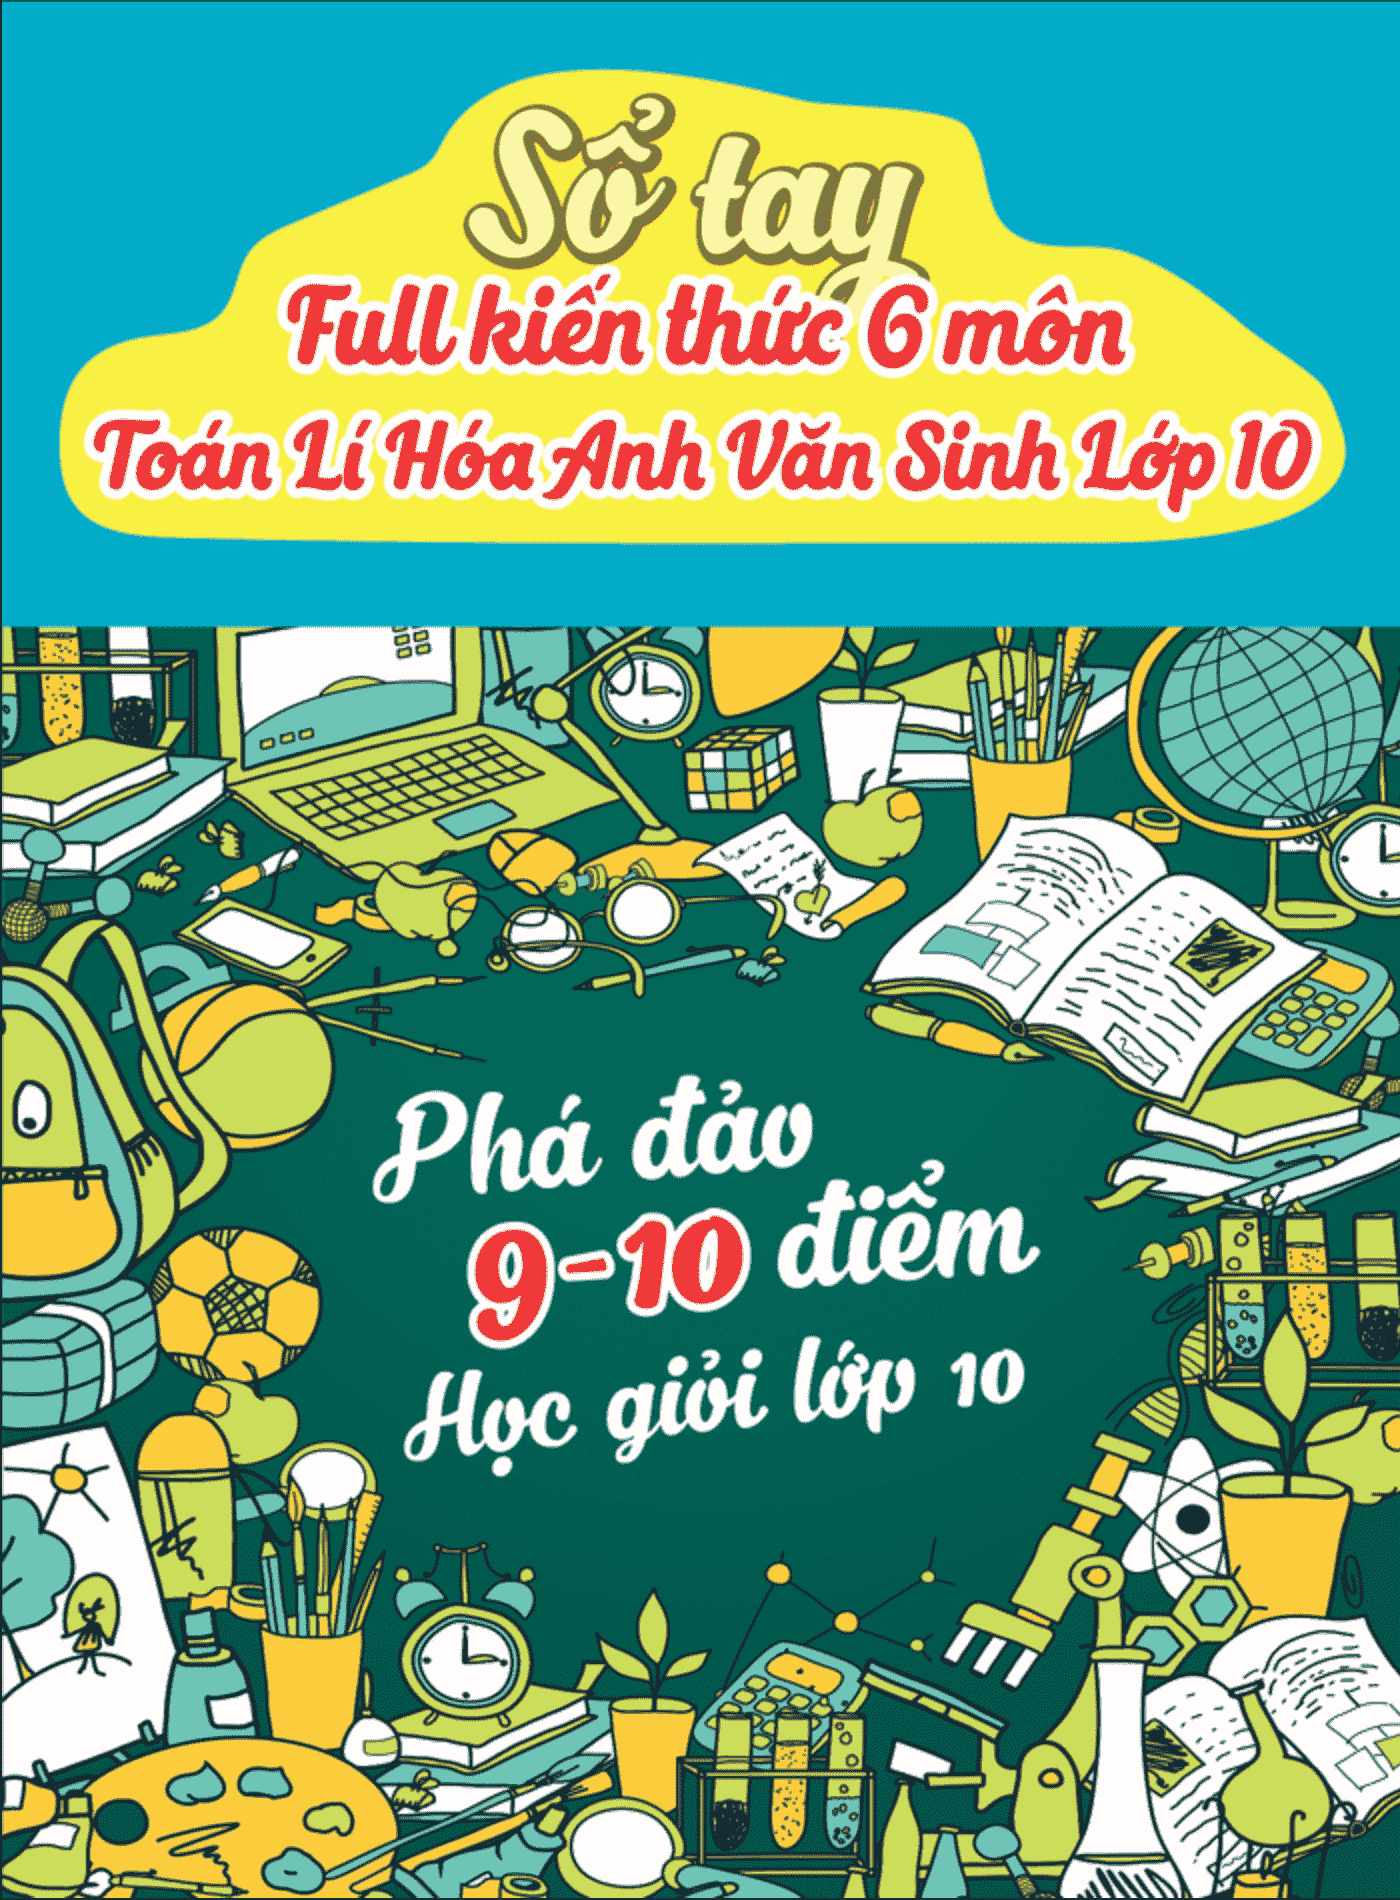 Sổ tay
Full kiến thức 6 môn
Toán Lí Hóa Anh Văn Sinh Lớp 10
Phá đảo
9-10 điểm
Học giỏi lớp 10